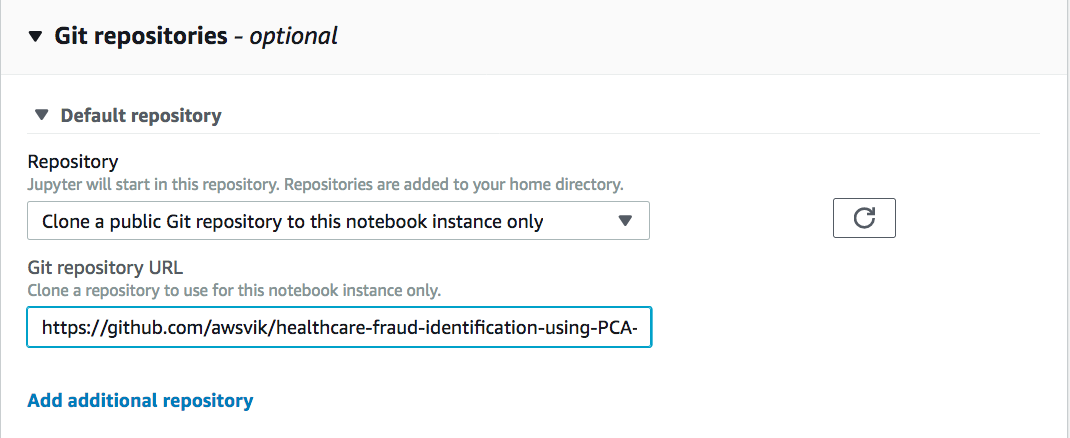 Git repositories - optional
Default repository
Repository
Jupyter will start in this repository. Repositories are added to your home directory.
Clone a public Git repository to this notebook instance only
Git repository URL
Clone a repository to use for this notebook instance only.
https://github.com/awsvik/healthcare-fraud-identification-using-PCA-
Add additional repository